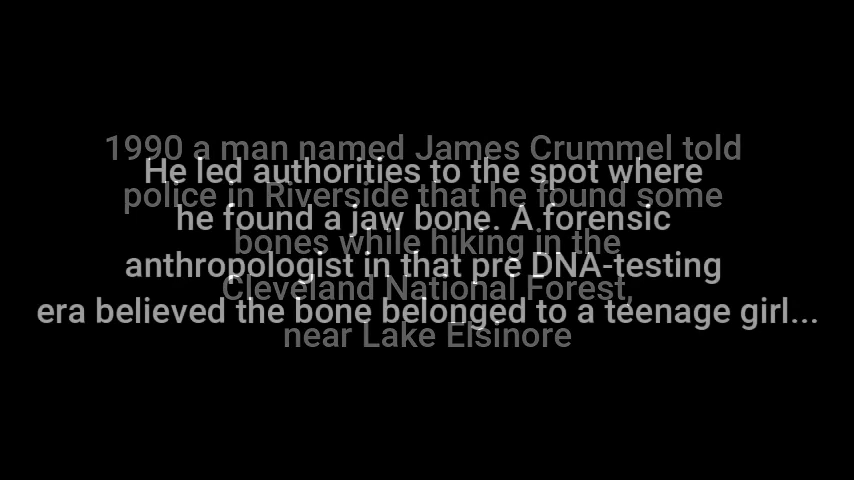 1990 a man named James Crummel told
police in Riverside that he found some
bones while hiking in the
Cleveland National Forest,
near Lake Elsinore
He led authorities to the spot where
he found a jaw bone. A forensic
anthropologist in that pre DNA-testing
era believed the bone belonged to a teenage girl...